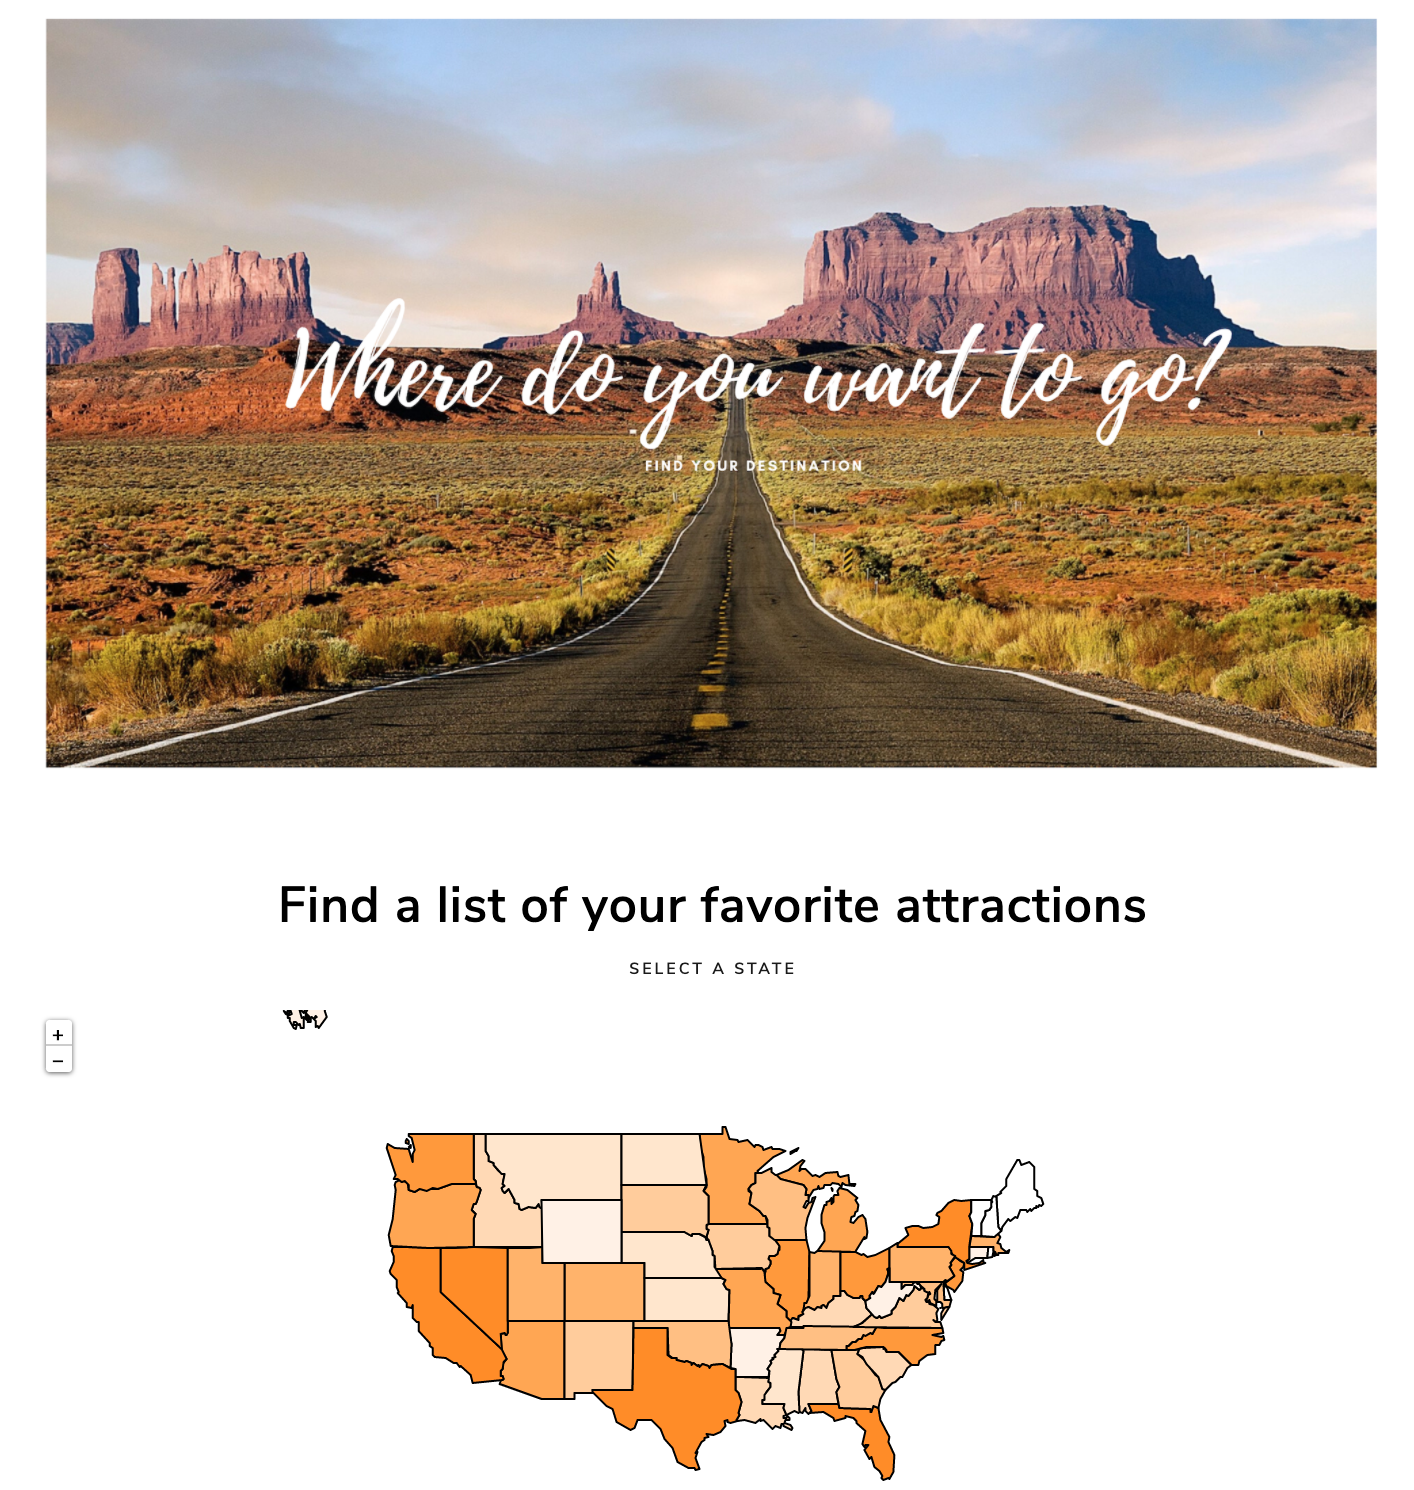 Where do you want to go?
FIND YOUR DESTINATION
Find a list of your favorite attractions
SELECT A STATE
+
−